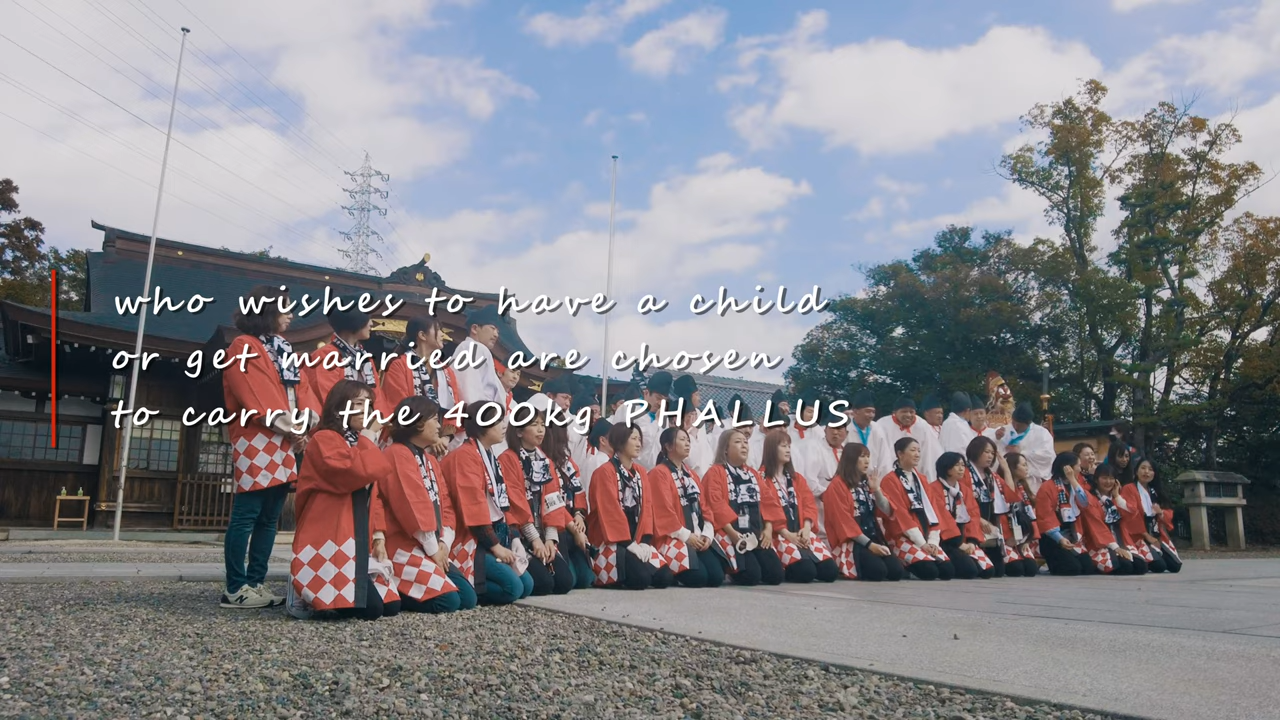 who wishes to have a child
or get married are chosen
to carry the 400kg PHALLUS